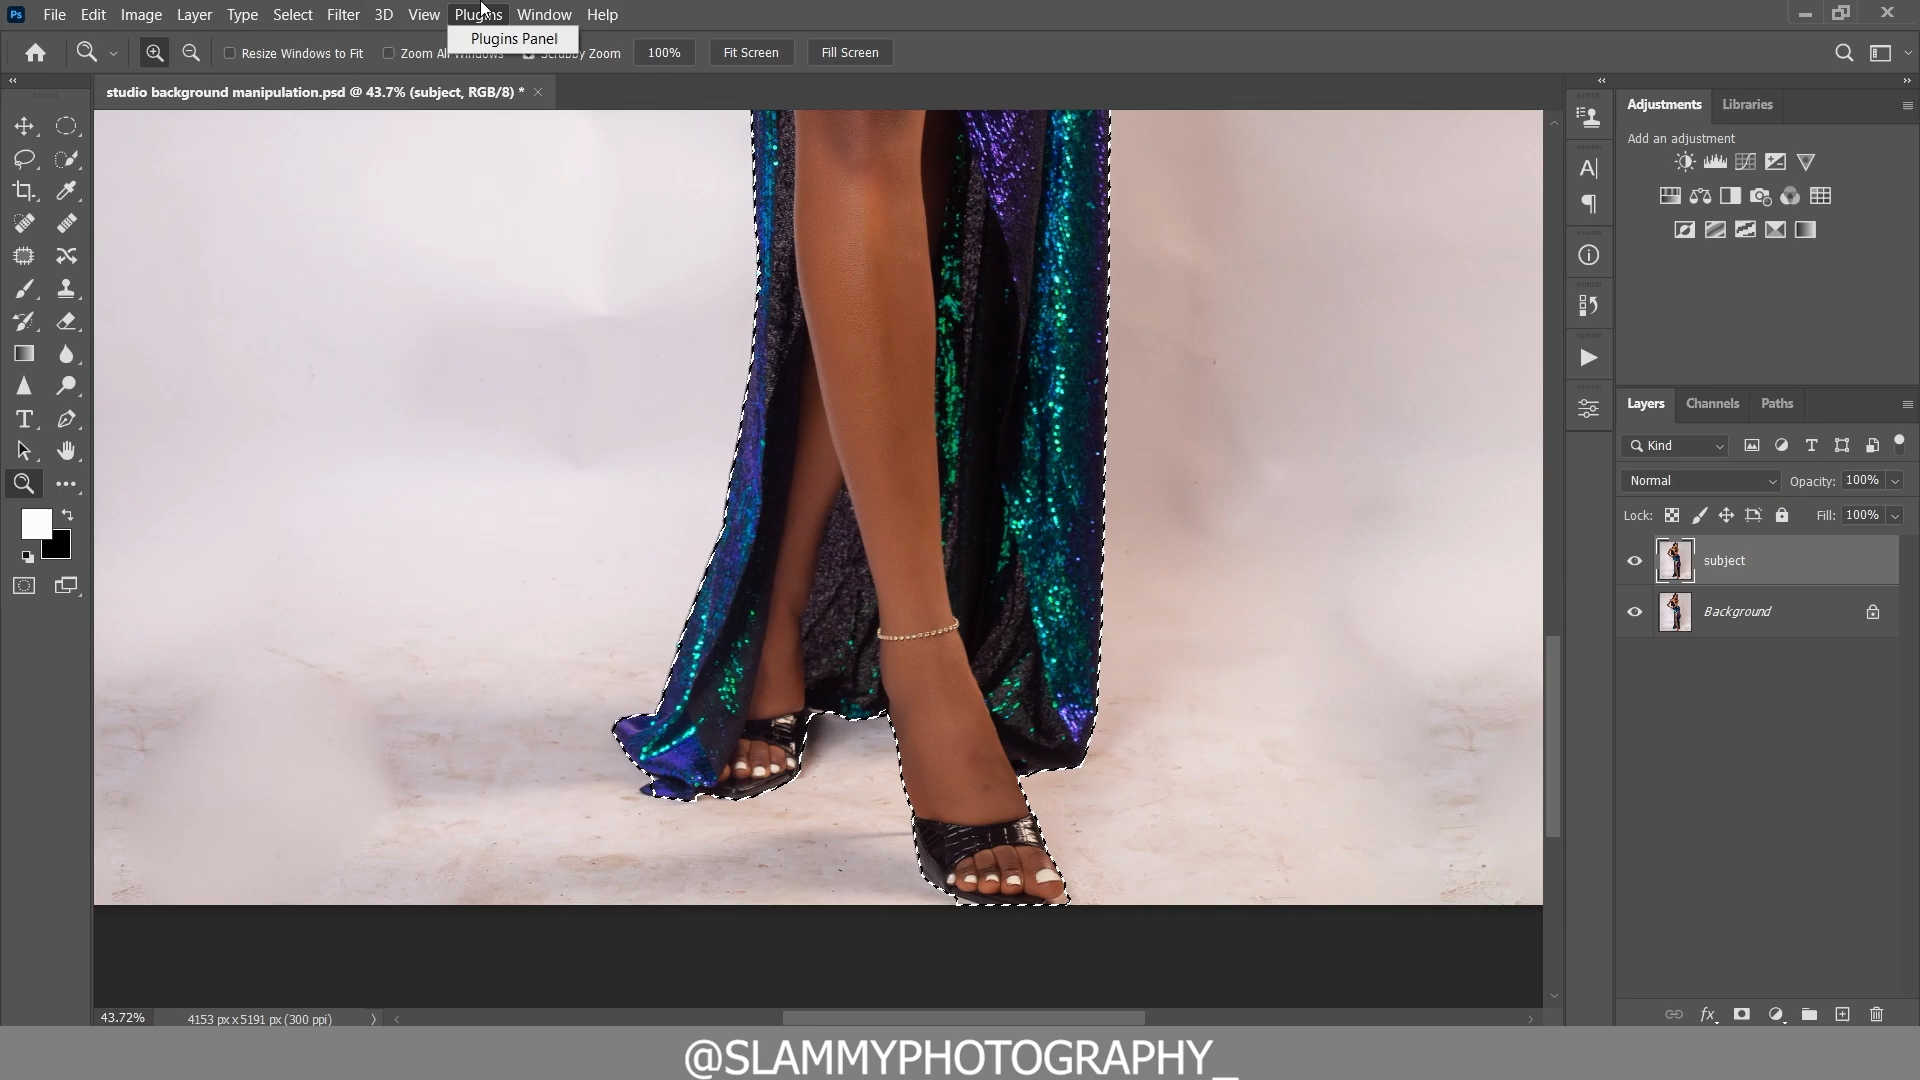 Ps File Edit Image Layer Type Select Filter 3D View Plugins Window Help
Plugins Panel
Resize Windows to Fit Zoom All Windows Scrubby Zoom 100% Fit Screen Fill Screen
studio background manipulation.psd @ 43.7% (subject, RGB/8) *
Adjustments Libraries
Add an adjustment
Layers Channels Paths
Kind
Normal Opacity: 100%
Lock: Fill: 100%
subject
Background
fx
43.72% 4153 px x 5191 px (300 ppi)
@SLAMMYPHOTOGRAPHY_